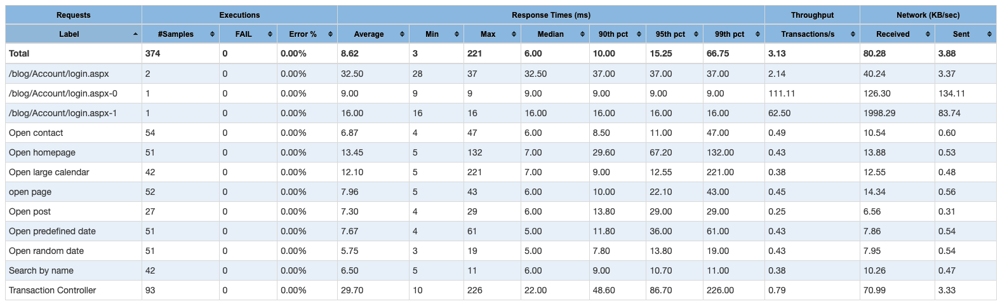 Requests Executions Response Times (ms) Throughput Network (KB/sec)
Label #Samples FAIL Error % Average Min Max Median 90th pct 95th pct 99th pct Transactions/s Received Sent
Total 374 0 0.00% 8.62 3 221 6.00 10.00 15.25 66.75 3.13 80.28 3.88
/blog/Account/login.aspx 2 0 0.00% 32.50 28 37 32.50 37.00 37.00 37.00 2.14 40.24 3.37
/blog/Account/login.aspx-0 1 0 0.00% 9.00 9 9 9.00 9.00 9.00 9.00 111.11 126.30 134.11
/blog/Account/login.aspx-1 1 0 0.00% 16.00 16 16 16.00 16.00 16.00 16.00 62.50 1998.29 83.74
Open contact 54 0 0.00% 6.87 4 47 6.00 8.50 11.00 47.00 0.49 10.54 0.60
Open homepage 51 0 0.00% 13.45 5 132 7.00 29.60 67.20 132.00 0.43 13.88 0.53
Open large calendar 42 0 0.00% 12.10 5 221 7.00 9.00 12.55 221.00 0.38 12.55 0.48
open page 52 0 0.00% 7.96 5 43 6.00 10.00 22.10 43.00 0.45 14.34 0.56
Open post 27 0 0.00% 7.30 4 29 6.00 13.80 29.00 29.00 0.25 6.56 0.31
Open predefined date 51 0 0.00% 7.67 4 61 5.00 11.80 36.00 61.00 0.43 7.86 0.54
Open random date 51 0 0.00% 5.75 3 19 5.00 7.80 13.80 19.00 0.43 7.95 0.54
Search by name 42 0 0.00% 6.50 5 11 6.00 9.00 10.70 11.00 0.38 10.26 0.47
Transaction Controller 93 0 0.00% 29.70 10 226 22.00 48.60 86.70 226.00 0.79 70.99 3.33